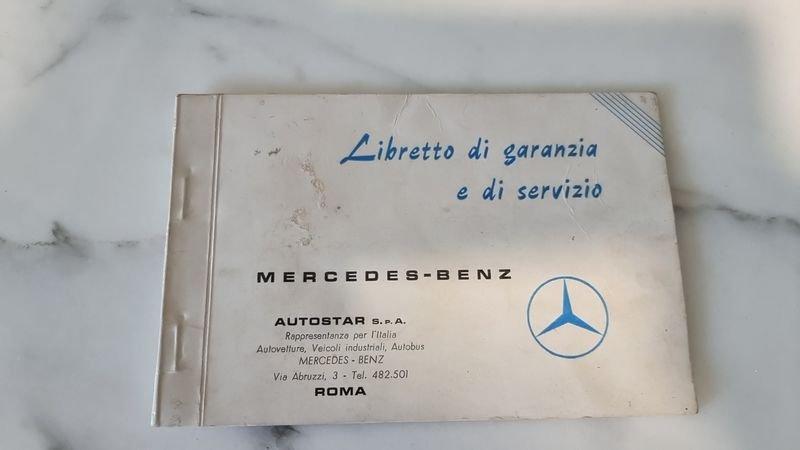 Libretto di garanzia
e di servizio
MERCEDES-BENZ
AUTOSTAR S.P.A.
Rappresentanza per l'Italia
Autovetture, Veicoli industriali, Autobus
MERCEDES - BENZ
Via Abruzzi, 3 - Tel. 482.501
ROMA